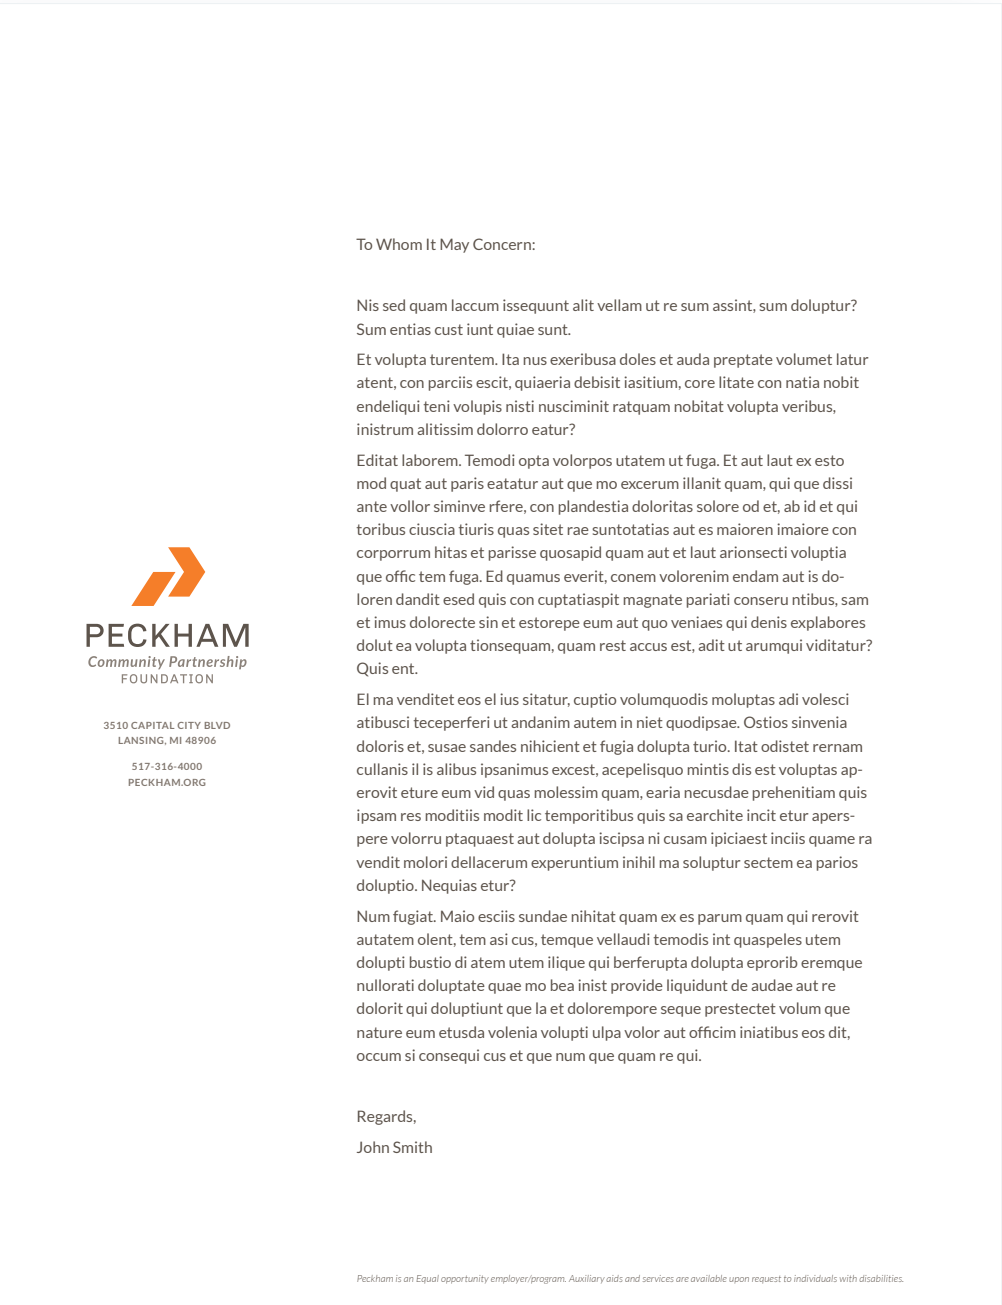 To Whom It May Concern:
Nis sed quam laccum issequunt alit vellam ut re sum assint, sum doluptur?
Sum entias cust iunt quiae sunt.
Et volupta turentem. Ita nus exeribusa doles et auda preptate volumet latur
atent, con parciis escit, quiaeria debisit iasitium, core litate con natia nobit
endeliqui teni volupis nisti nusciminit ratquam nobitat volupta veribus,
inistrum alitissim dolorro eatur?
Editat laborem. Temodi opta volorpos utatem ut fuga. Et aut laut ex esto
mod quat aut paris eatatur aut que mo excerum illanit quam, qui que dissi
ante vollor siminve rfere, con plandestia doloritas solore od et, ab id et qui
toribus ciuscia tiuris quas sitet rae suntotatias aut es maioren imaiore con
corporrum hitas et parisse quosapid quam aut et laut arionsecti voluptia
que offic tem fuga. Ed quamus everit, conem volorenim endam aut is do-
loren dandit esed quis con cuptatiaspit magnate pariati conseru ntibus, sam
et imus dolorecte sin et estorepe eum aut quo veniaes qui denis explabores
dolut ea volupta tionsequam, quam rest accus est, adit ut arumqui viditatur?
Quis ent.
El ma venditet eos el ius sitatur, cuptio volumquodis moluptas adi volesci
atibusci teceperferi ut andanim autem in niet quodipsae. Ostios sinvenia
doloris et, susae sandes nihicient et fugia dolupta turio. Itat odistet rernam
cullanis il is alibus ipsanimus excest, acepelisquo mintis dis est voluptas ap-
erovit eture eum vid quas molessim quam, earia necusdae prehenitiam quis
ipsam res moditiis modit lic temporitibus quis sa earchite incit etur apers-
pere volorru ptaquaest aut dolupta iscipsa ni cusam ipiciaest inciis quame ra
vendit molori dellacerum experuntium inihil ma soluptur sectem ea parios
doluptio. Nequias etur?
Num fugiat. Maio esciis sundae nihitat quam ex es parum quam qui rerovit
autatem olent, tem asi cus, temque vellaudi temodis int quaspeles utem
dolupti bustio di atem utem ilique qui berferupta dolupta eprorib eremque
nullorati doluptate quae mo bea inist provide liquidunt de audae aut re
dolorit qui doluptiunt que la et dolorempore seque prestectet volum que
nature eum etusda volenia volupti ulpa volor aut officim iniatibus eos dit,
occum si consequi cus et que num que quam re qui.
Regards,
John Smith
PECKHAM
Community Partnership
FOUNDATION
3510 CAPITAL CITY BLVD
LANSING, MI 48906
517-316-4000
PECKHAM.ORG
Peckham is an Equal opportunity employer/program. Auxiliary aids and services are available upon request to individuals with disabilities.